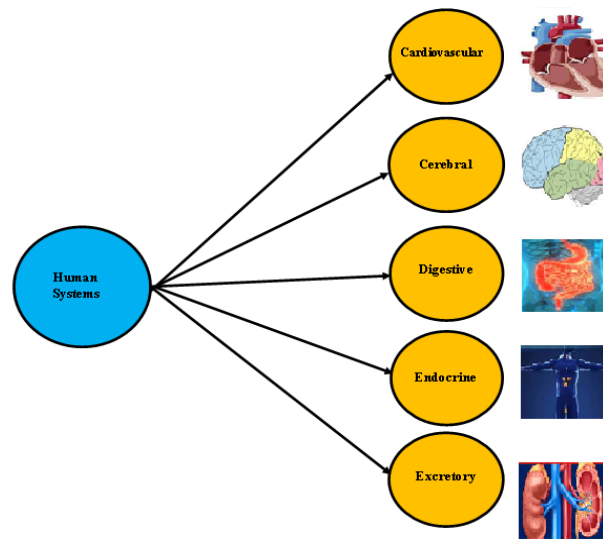 Cardiovascular
Cerebral
Human
Systems
Digestive
Endocrine
Excretory